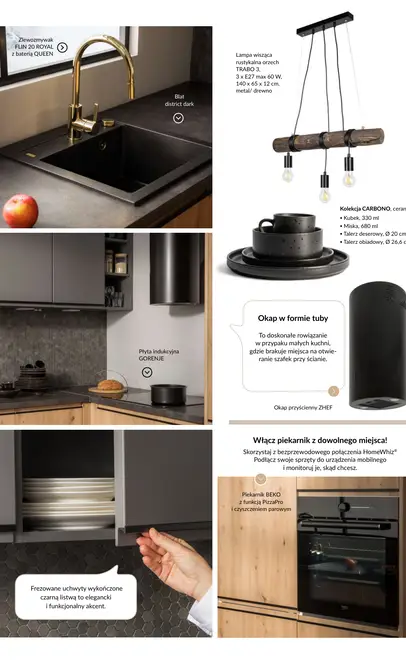 Zlewozmywak
FLIN 20 ROYAL
z baterią QUEEN
Blat
district dark
Lampa wisząca
rustykalna orzech
TRABO 3,
3 x E27 max 60 W,
140 x 65 x 12 cm.
metal/ drewno
Kolekcja CARBONO, ceram
• Kubek, 330 ml
• Miska, 680 ml
• Talerz deserowy, Ø 20 cm
• Talerz obiadowy, Ø 26,6 c
Płyta indukcyjna
GORENJE
Okap w formie tuby
To doskonałe rozwiązanie
w przypadku małych kuchni,
gdzie brakuje miejsca na otwie-
ranie szafek przy ścianie.
Okap przyścienny ZHEF
Włącz piekarnik z dowolnego miejsca!
Skorzystaj z bezprzewodowego połączenia HomeWhiz®
Podłącz swoje sprzęty do urządzenia mobilnego
i monitoruj je, skąd chcesz.
Piekarnik BEKO
z funkcją PizzaPro
i czyszczeniem parowym
Frezowane uchwyty wykończone
czarną listwą to elegancki
i funkcjonalny akcent.